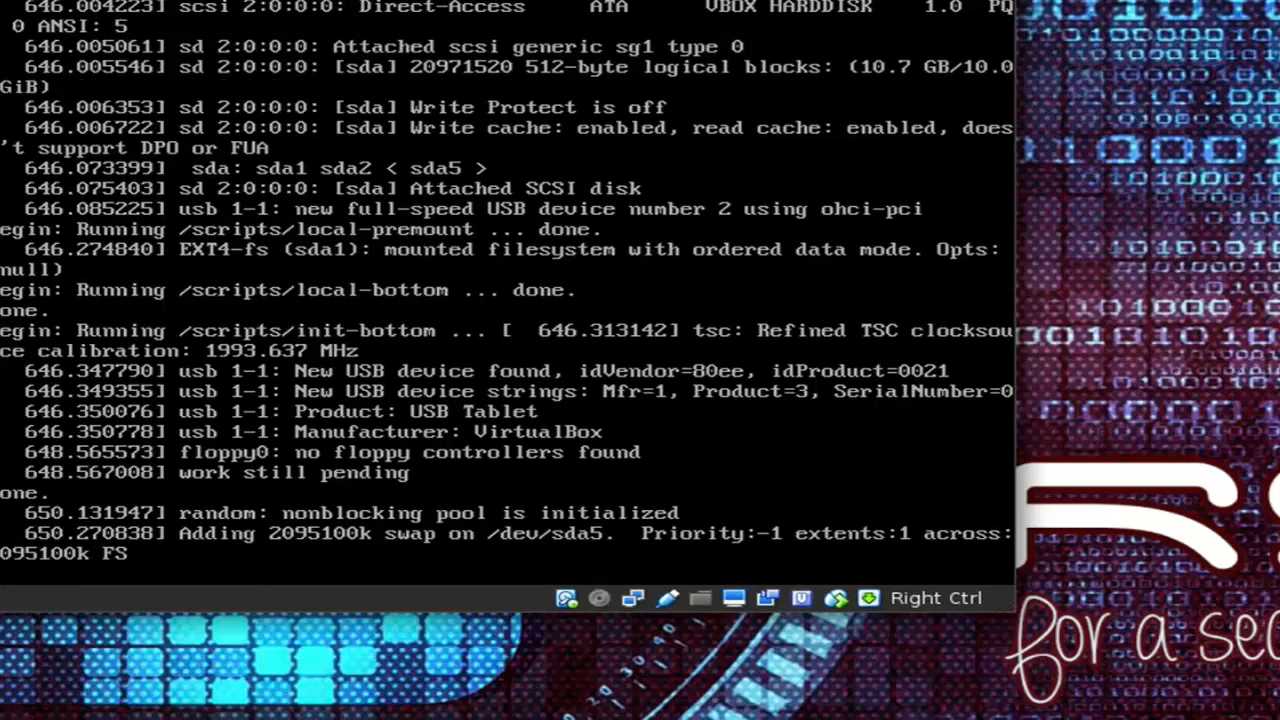 646.004223] scsi 2:0:0:0: Direct-Access     ATA      VBOX HARDDISK    1.0  PQ
0 ANSI: 5
646.005061] sd 2:0:0:0: Attached scsi generic sg1 type 0
646.005546] sd 2:0:0:0: [sda] 20971520 512-byte logical blocks: (10.7 GB/10.0
GiB)
646.006353] sd 2:0:0:0: [sda] Write Protect is off
646.006722] sd 2:0:0:0: [sda] Write cache: enabled, read cache: enabled, does
't support DPO or FUA
646.073399]  sda: sda1 sda2 < sda5 >
646.075403] sd 2:0:0:0: [sda] Attached SCSI disk
646.085225] usb 1-1: new full-speed USB device number 2 using ohci-pci
egin: Running /scripts/local-premount ... done.
646.274840] EXT4-fs (sda1): mounted filesystem with ordered data mode. Opts:
null)
egin: Running /scripts/local-bottom ... done.
one.
egin: Running /scripts/init-bottom ... [  646.313142] tsc: Refined TSC clocksou
ce calibration: 1993.637 MHz
646.347790] usb 1-1: New USB device found, idVendor=80ee, idProduct=0021
646.349355] usb 1-1: New USB device strings: Mfr=1, Product=3, SerialNumber=0
646.350076] usb 1-1: Product: USB Tablet
646.350778] usb 1-1: Manufacturer: VirtualBox
648.565573] floppy0: no floppy controllers found
648.567008] work still pending
one.
650.131947] random: nonblocking pool is initialized
650.270838] Adding 2095100k swap on /dev/sda5.  Priority:-1 extents:1 across:
095100k FS
Right Ctrl
for a sec
20 30 40